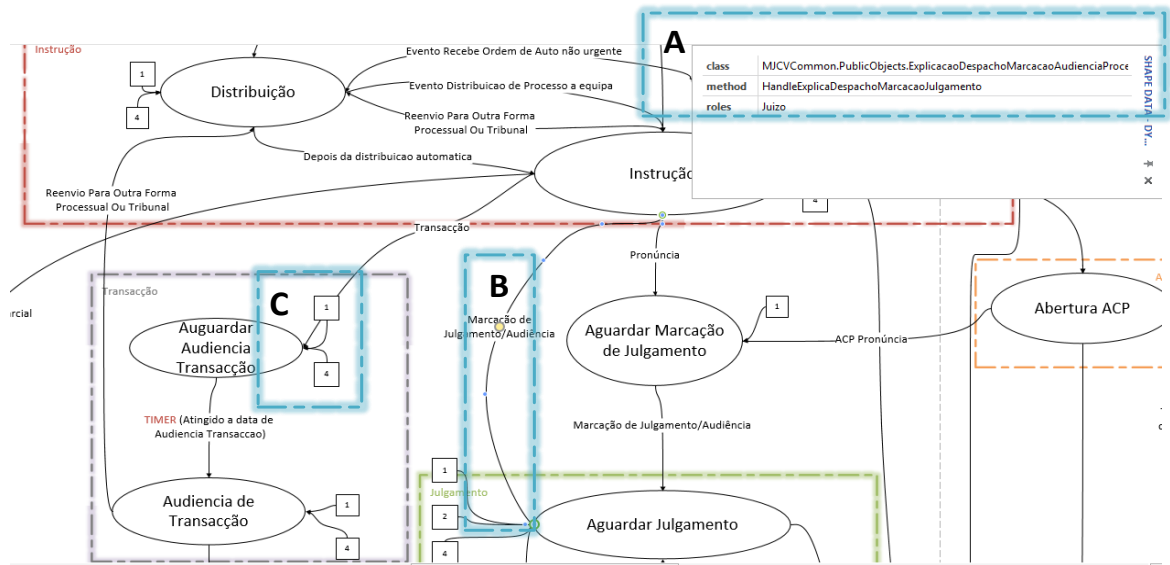 A
Instrução
Evento Recebe Ordem de Auto não urgente
1
4
Distribuição
Evento Distribuicao de Processo a equipa
Reenvio Para Outra Forma
Processual Ou Tribunal
Depois da distribuicao automatica
class
MJCVCommon.PublicObjects.ExplicacaoDespachoMarcacaoAudienciaProce
method
HandleExplicaDespachoMarcacaoJulgamento
roles
Juizo
SHAPE DATA - DY...
Instrução
4
Reenvio Para Outra Forma
Processual Ou Tribunal
Transacção
Pronúncia
B
Transacção
C
1
4
Auguardar
Audiencia
Transacção
rcial
Marcação de
Julgamento/Audiência
Aguardar Marcação
de Julgamento
1
ACP Pronúncia
A
Abertura ACP
TIMER (Atingido a data de
Audiencia Transaccao)
Marcação de Julgamento/Audiência
Audiencia de
Transacção
1
4
Julgamento
1
2
4
Aguardar Julgamento